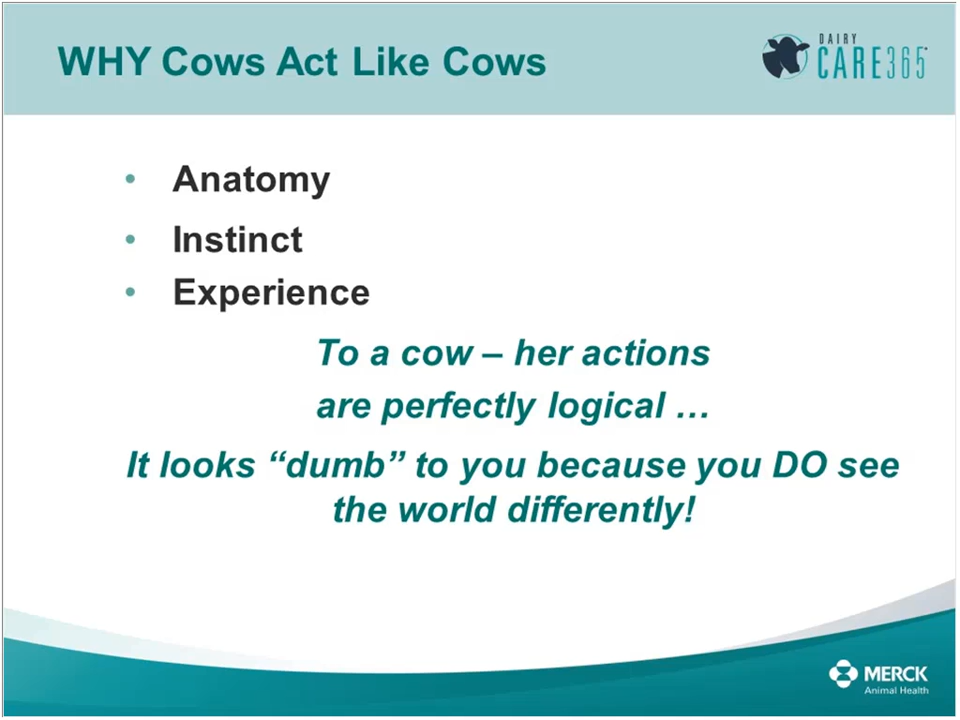 WHY Cows Act Like Cows
DAIRY
CARE365™
• Anatomy
• Instinct
• Experience
To a cow – her actions
are perfectly logical …
It looks “dumb” to you because you DO see
the world differently!
MERCK
Animal Health